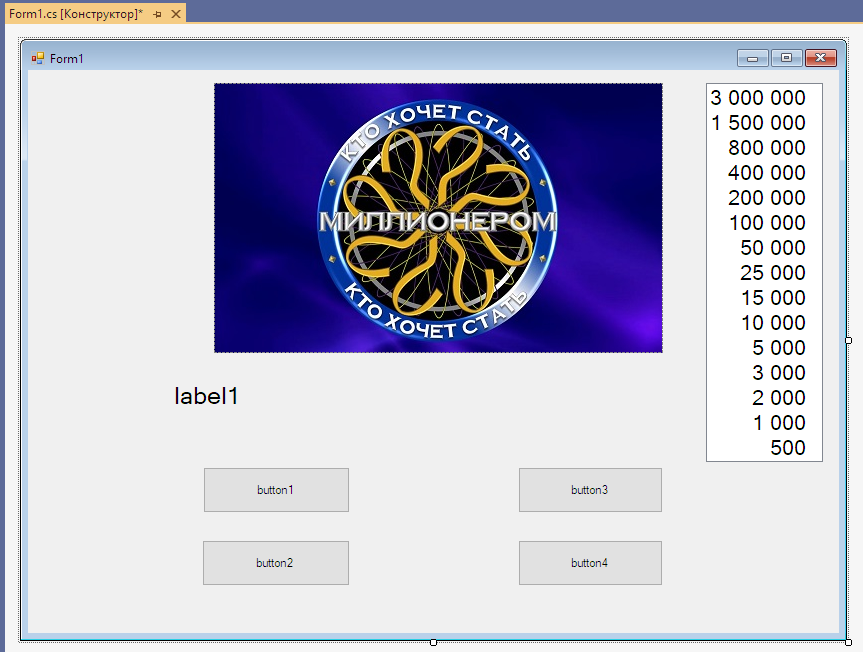 Form1.cs [Конструктор]*
Form1
КТО ХОЧЕТ СТАТЬ
МИЛЛИОНЕРОМ
КТО ХОЧЕТ СТАТЬ
3 000 000
1 500 000
800 000
400 000
200 000
100 000
50 000
25 000
15 000
10 000
5 000
3 000
2 000
1 000
500
label1
button1
button3
button2
button4